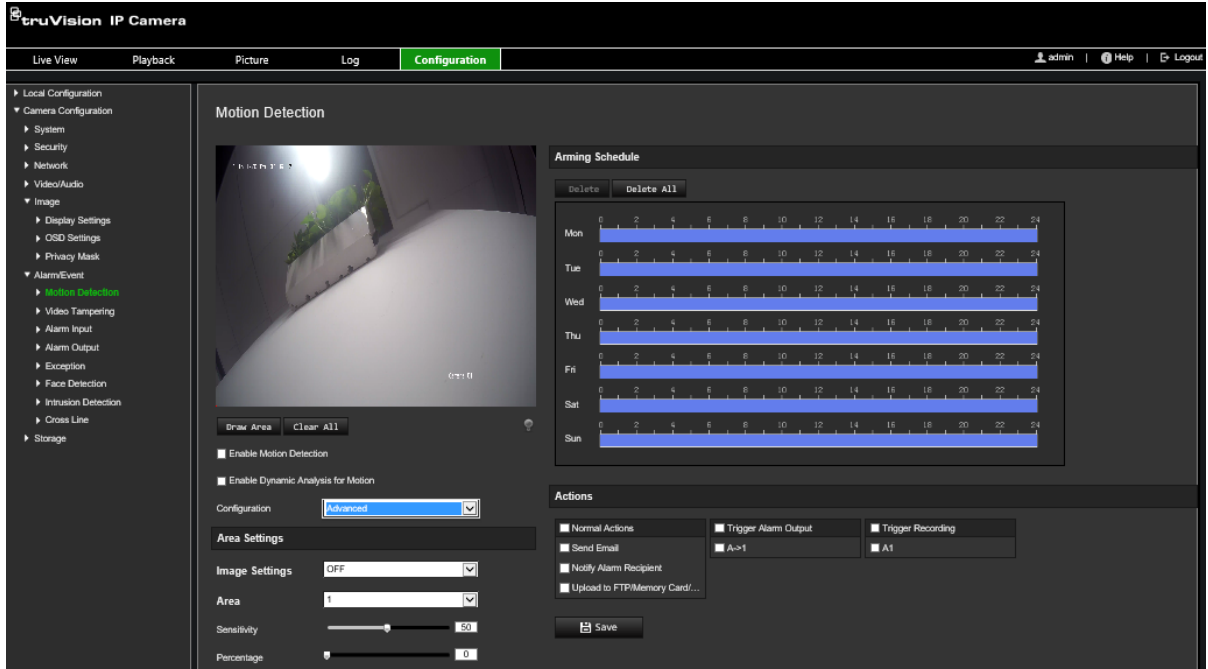 truVision IP Camera
Live View Playback Picture Log Configuration admin | Help | Logout
Local Configuration
Camera Configuration
System
Security
Network
Video/Audio
Image
Display Settings
OSD Settings
Privacy Mask
Alarm/Event
Motion Detection
Video Tampering
Alarm Input
Alarm Output
Exception
Face Detection
Intrusion Detection
Cross Line
Storage
Motion Detection
Draw Area Clear All
Enable Motion Detection
Enable Dynamic Analysis for Motion
Configuration Advanced
Area Settings
Image Settings OFF
Area 1
Sensitivity 50
Percentage 0
Arming Schedule
Delete Delete All
0 2 4 6 8 10 12 14 16 18 20 22 24
Mon
0 2 4 6 8 10 12 14 16 18 20 22 24
Tue
0 2 4 6 8 10 12 14 16 18 20 22 24
Wed
0 2 4 6 8 10 12 14 16 18 20 22 24
Thu
0 2 4 6 8 10 12 14 16 18 20 22 24
Fri
0 2 4 6 8 10 12 14 16 18 20 22 24
Sat
0 2 4 6 8 10 12 14 16 18 20 22 24
Sun
Actions
Normal Actions Trigger Alarm Output Trigger Recording
Send Email A->1 A1
Notify Alarm Recipient
Upload to FTP/Memory Card/...
Save